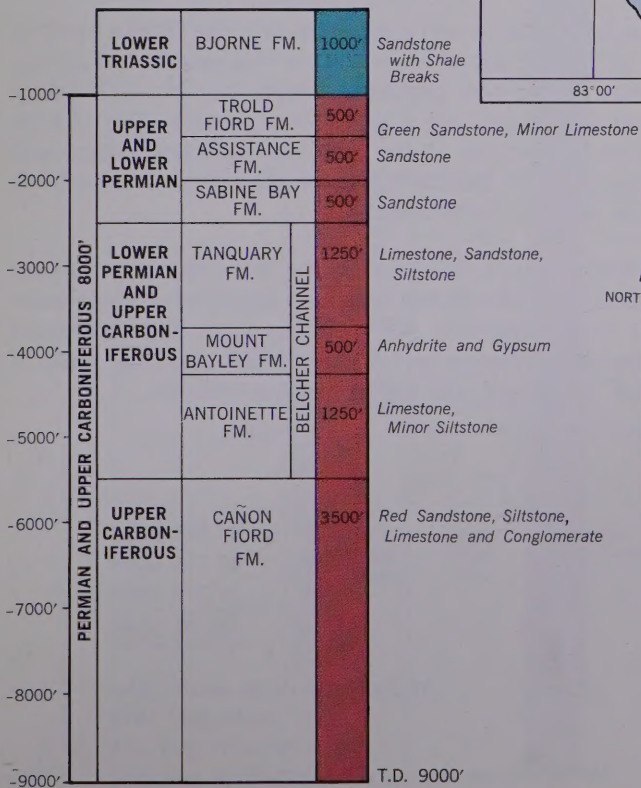 LOWER
TRIASSIC
BJORNE FM.
1000'
Sandstone
with Shale
Breaks
83°00'
-1000'
UPPER
AND
LOWER
PERMIAN
TROLD
FIORD FM.
500'
Green Sandstone, Minor Limestone
ASSISTANCE
FM.
500'
Sandstone
-2000'
SABINE BAY
FM.
500'
Sandstone
PERMIAN AND UPPER CARBONIFEROUS 8000'
LOWER
PERMIAN
AND
UPPER
CARBON-
IFEROUS
TANQUARY
FM.
BELCHER CHANNEL
1250'
Limestone, Sandstone,
Siltstone
-3000'
NORT
MOUNT
BAYLEY FM.
500'
Anhydrite and Gypsum
-4000'
ANTOINETTE
FM.
1250'
Limestone,
Minor Siltstone
-5000'
UPPER
CARBON-
IFEROUS
CAÑON
FIORD
FM.
3500'
Red Sandstone, Siltstone,
Limestone and Conglomerate
-6000'
-7000'
-8000'
-9000'
T.D. 9000'